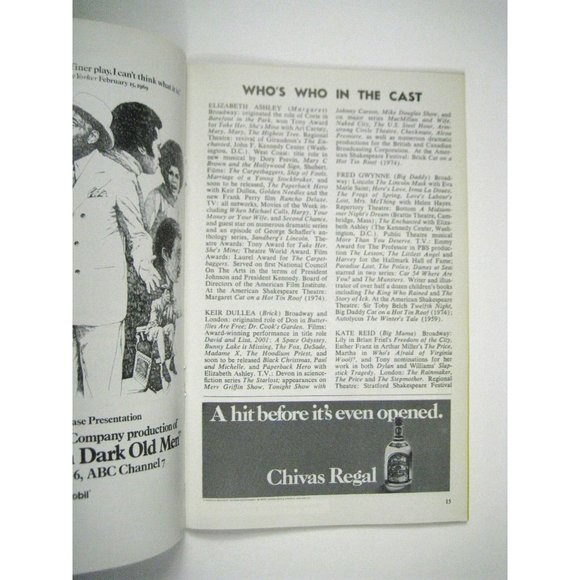 Finer play, I can't think what it is."
Yorker February 15, 1969
ase Presentation
Company production of
Dark Old Men"
6, ABC Channel 7
obil
WHO'S WHO IN THE CAST
ELIZABETH ASHLEY (Margaret)
Broadway: originated the role of Corie in
Barefoot in the Park, won Tony Award
for Take Her, She's Mine with Art Carney,
Mary, Mary, The Highest Tree. Regional
Theatre: revival of Giraudoux's The En-
chanted, John F. Kennedy Center (Wash-
ington, D.C.). West Coast: title role in
new musical by Dory Previn, Mary C.
Brown and the Hollywood Sign, Shubert.
Films: The Carpetbaggers, Ship of Fools,
Marriage of a Young Stockbroker, and
soon to be released, The Paperback Hero
with Keir Dullea, Golden Needles and the
new Frank Perry film Rancho Deluxe.
TV: all networks, Movies of the Week in-
cluding When Michael Calls, Harpy, Your
Money or Your Wife, and Second Chance,
and guest star on numerous dramatic series
and an episode of George Schaffer's an-
thology series, Sandberg's Lincoln. The-
atre Awards: Tony Award for Take Her,
She's Mine; Theatre World Award. Film
Award: Laurel Award for The Carpet-
baggers. Served on first National Council
On The Arts in the terms of President
Johnson and President Kennedy. Board of
Directors of the American Film Institute.
At the American Shakespeare Theatre:
Margaret Cat on a Hot Tin Roof (1974).
KEIR DULLEA (Brick) Broadway and
London: originated role of Don in Butter-
flies Are Free; Dr. Cook's Garden. Films:
Award-winning performance in title role
David and Lisa, 2001: A Space Odyssey,
Bunny Lake is Missing, The Fox, DeSade,
Madame X, The Hoodlum Priest, and
soon to be released Black Christmas, Paul
and Michelle, and Paperback Hero with
Elizabeth Ashley. T.V.: Devon in science-
fiction series The Starlost; appearances on
Merv Griffin Show, Tonight Show with
Johnny Carson, Mike Douglas Show, and
on major series MacMillan and Wife,
Naked City, The U.S. Steel Hour, Arm-
strong Circle Theatre, Checkmate, Alcoa
Premiere, as well as numerous dramatic
productions for the British and Canadian
Broadcasting Corporation. At the Amer-
ican Shakespeare Festival: Brick Cat on a
Hot Tin Roof (1974).
FRED GWYNNE (Big Daddy) Broad-
way: Lincoln The Lincoln Mask with Eva
Marie Saint; Here's Love, Irma La Douce,
The Frogs of Spring, Love's Labour's
Lost, Mrs. McThing with Helen Hayes.
Repertory Theatre: Bottom A Midsum-
mer Night's Dream (Brattle Theatre, Cam-
bridge, Mass); The Enchanted with Eliza-
beth Ashley (The Kennedy Center, Wash-
ington, D.C.). Public Theatre musical
More Than You Deserve. T.V.: Emmy
Award for The Professor in PBS produc-
tion The Lesson; The Littlest Angel and
Harvey for the Hallmark Hall of Fame;
Paradise Lost, The Police, Dames at Sea;
starred in two series: Car 54 Where Are
You? and The Munsters. Writer and illus-
trator of over half a dozen children's books
including The King Who Rained and The
Story of Ick. At the American Shakespeare
Theatre: Sir Toby Belch Twelfth Night,
Big Daddy Cat on a Hot Tin Roof (1974);
Autolycus The Winter's Tale (1959).
KATE REID (Big Mama) Broadway:
Lily in Brian Friel's Freedom of the City,
Esther Franz in Arthur Miller's The Price,
Martha in Who's Afraid of Virginia
Woolf?, and Tony nominations for her
work in both Dylan and Williams' Slap-
stick Tragedy. London: The Rainmaker,
The Price and The Stepmother. Regional
Theatre: Stratford Shakespeare Festival
A hit before it's even opened.
Chivas Regal
15